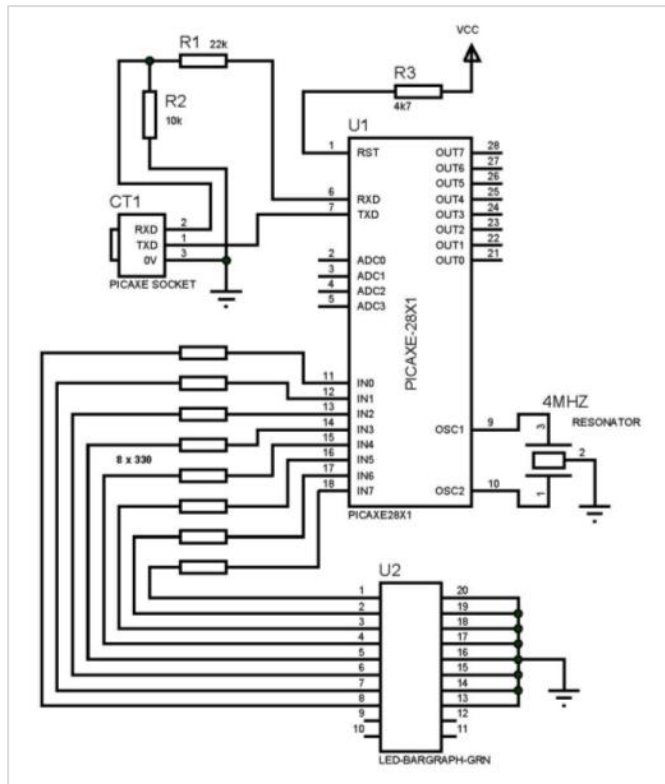 VCC
R1 22k
R3
4k7
R2
10k
U1
1 RST OUT7 28
OUT6 27
OUT5 26
6 RXD OUT4 25
7 TXD OUT3 24
OUT2 23
OUT1 22
2 ADC0 OUT0 21
3 ADC1
4 ADC2
5 ADC3
CT1
RXD 2
TXD 1
0V 3
PICAXE SOCKET
PICAXE-28X1
11 IN0
12 IN1
13 IN2
14 IN3
15 IN4
16 IN5
17 IN6
18 IN7
OSC1 9
OSC2 10
PICAXE28X1
4MHZ
RESONATOR
3
2
1
8 x 330
U2
1 20
2 19
3 18
4 17
5 16
6 15
7 14
8 13
9 12
10 11
LED-BARGRAPH-GRN